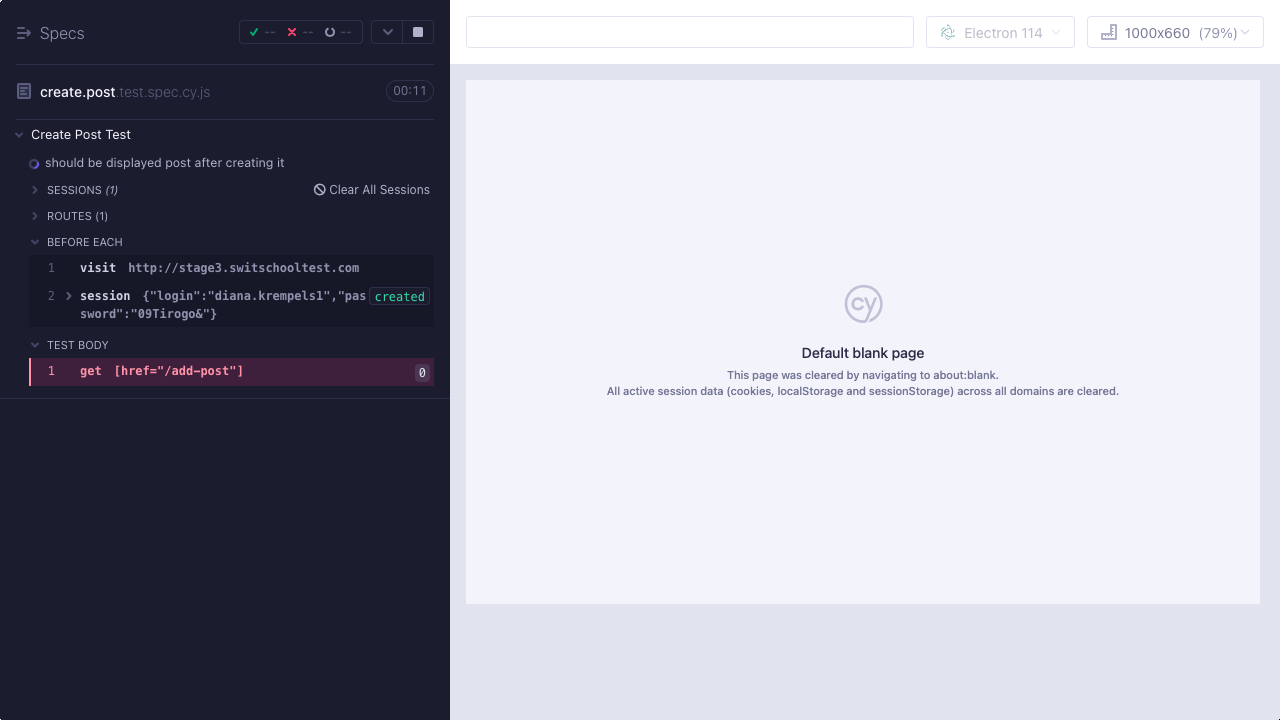 Specs
-- -- --
Electron 114
1000x660 (79%)
create.post.test.spec.cy.js
00:11
Create Post Test
should be displayed post after creating it
SESSIONS (1)
Clear All Sessions
ROUTES (1)
BEFORE EACH
1 visit http://stage3.switschooltest.com
2 session {"login":"diana.krempels1","pas
sword":"09Tirogo&"}
created
TEST BODY
1 get [href="/add-post"]
0
cy
Default blank page
This page was cleared by navigating to about:blank.
All active session data (cookies, localStorage and sessionStorage) across all domains are cleared.